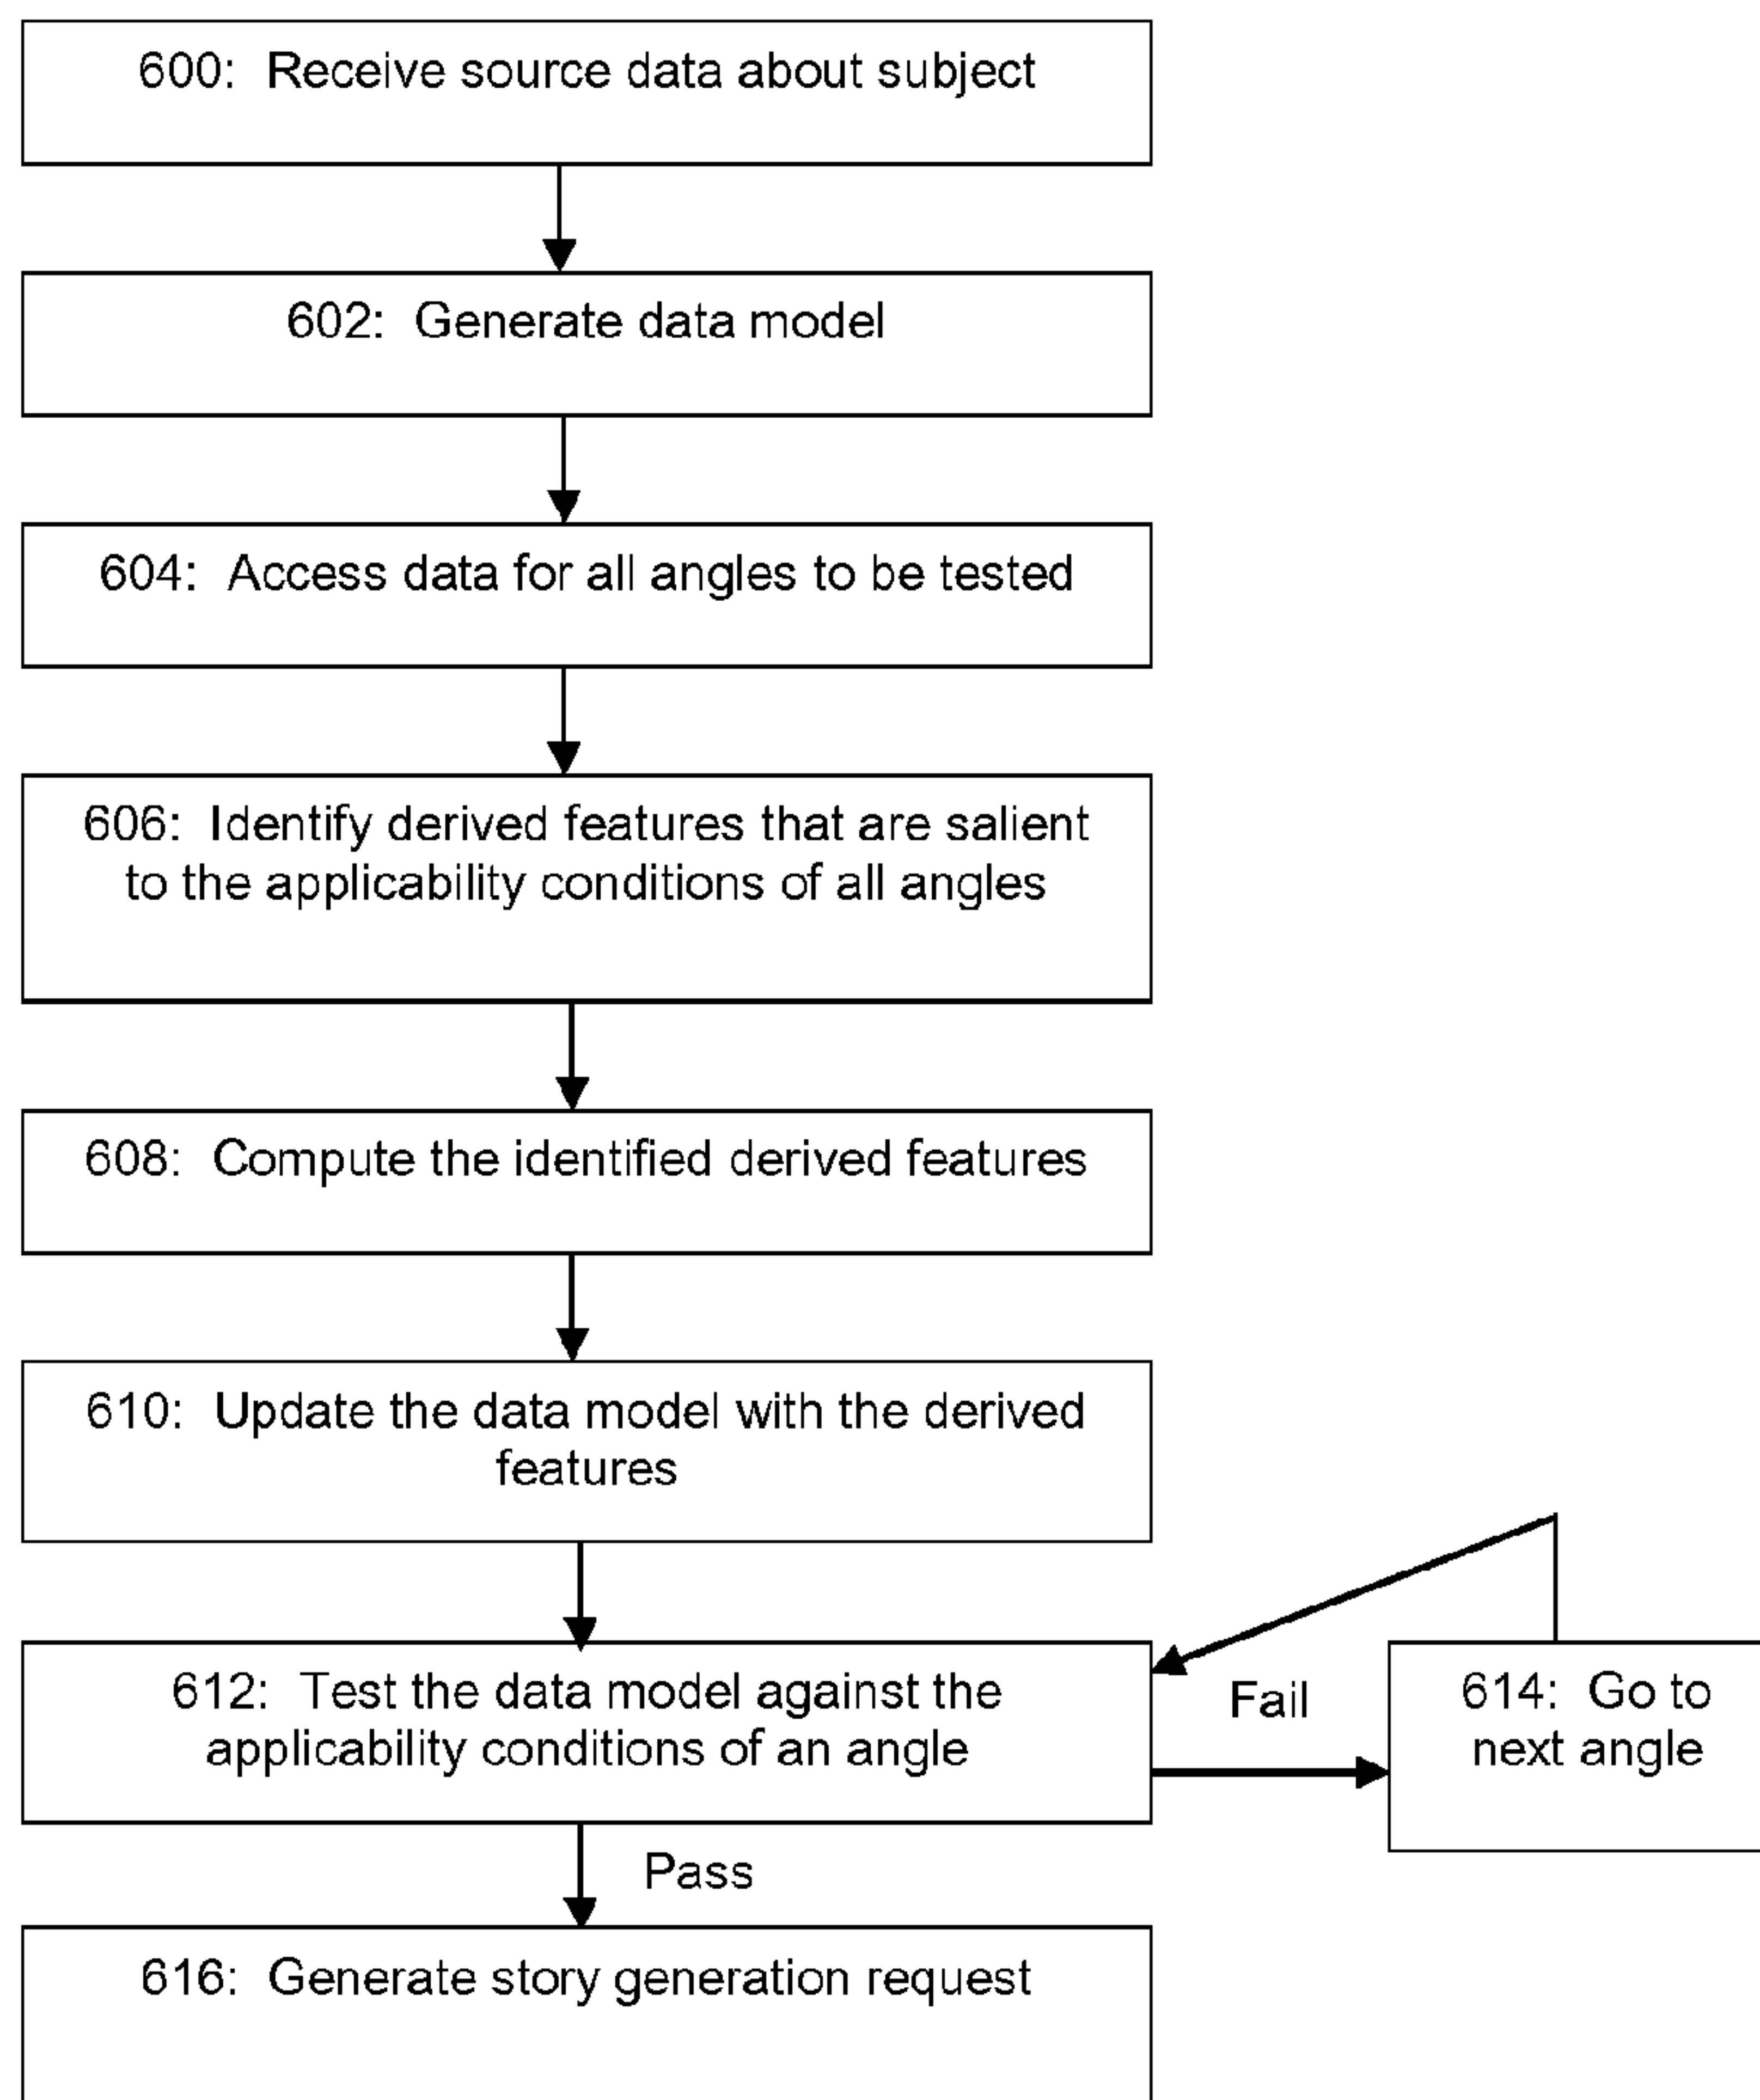 600: Receive source data about subject
602: Generate data model
604: Access data for all angles to be tested
606: Identify derived features that are salient
to the applicability conditions of all angles
608: Compute the identified derived features
610: Update the data model with the derived
features
612: Test the data model against the
applicability conditions of an angle
Fail
614: Go to
next angle
Pass
616: Generate story generation request